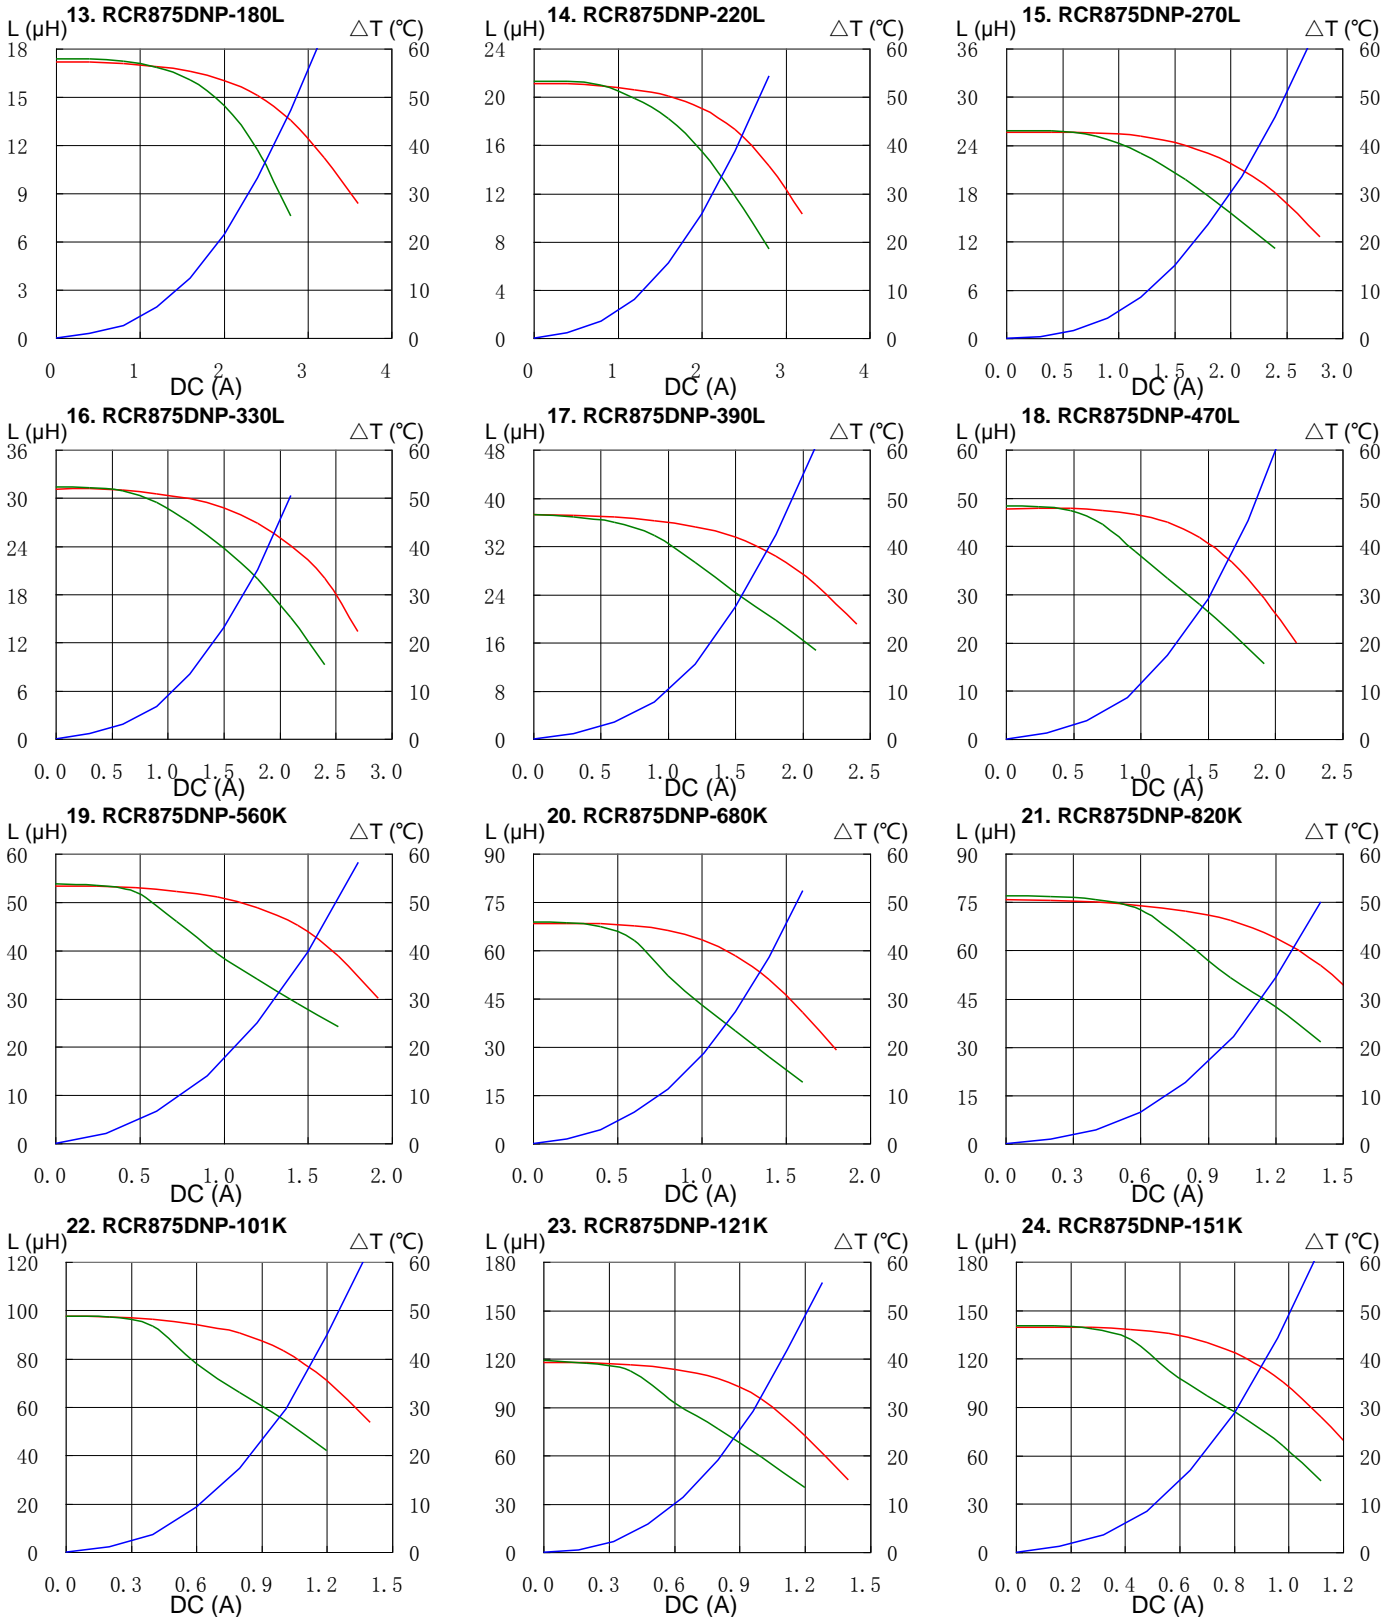 13. RCR875DNP-180L
L (µH)
△T (℃)
18 15 12 9 6 3 0
60 50 40 30 20 10 0
0 1 2 3 4
DC (A)
14. RCR875DNP-220L
L (µH)
△T (℃)
24 20 16 12 8 4 0
60 50 40 30 20 10 0
0 1 2 3 4
DC (A)
15. RCR875DNP-270L
L (µH)
△T (℃)
36 30 24 18 12 6 0
60 50 40 30 20 10 0
0.0 0.5 1.0 1.5 2.0 2.5 3.0
DC (A)
16. RCR875DNP-330L
L (µH)
△T (℃)
36 30 24 18 12 6 0
60 50 40 30 20 10 0
0.0 0.5 1.0 1.5 2.0 2.5 3.0
DC (A)
17. RCR875DNP-390L
L (µH)
△T (℃)
48 40 32 24 16 8 0
60 50 40 30 20 10 0
0.0 0.5 1.0 1.5 2.0 2.5
DC (A)
18. RCR875DNP-470L
L (µH)
△T (℃)
60 50 40 30 20 10 0
60 50 40 30 20 10 0
0.0 0.5 1.0 1.5 2.0 2.5
DC (A)
19. RCR875DNP-560K
L (µH)
△T (℃)
60 50 40 30 20 10 0
60 50 40 30 20 10 0
0.0 0.5 1.0 1.5 2.0
DC (A)
20. RCR875DNP-680K
L (µH)
△T (℃)
90 75 60 45 30 15 0
60 50 40 30 20 10 0
0.0 0.5 1.0 1.5 2.0
DC (A)
21. RCR875DNP-820K
L (µH)
△T (℃)
90 75 60 45 30 15 0
60 50 40 30 20 10 0
0.0 0.3 0.6 0.9 1.2 1.5
DC (A)
22. RCR875DNP-101K
L (µH)
△T (℃)
120 100 80 60 40 20 0
60 50 40 30 20 10 0
0.0 0.3 0.6 0.9 1.2 1.5
DC (A)
23. RCR875DNP-121K
L (µH)
△T (℃)
180 150 120 90 60 30 0
60 50 40 30 20 10 0
0.0 0.3 0.6 0.9 1.2 1.5
DC (A)
24. RCR875DNP-151K
L (µH)
△T (℃)
180 150 120 90 60 30 0
60 50 40 30 20 10 0
0.0 0.2 0.4 0.6 0.8 1.0 1.2
DC (A)